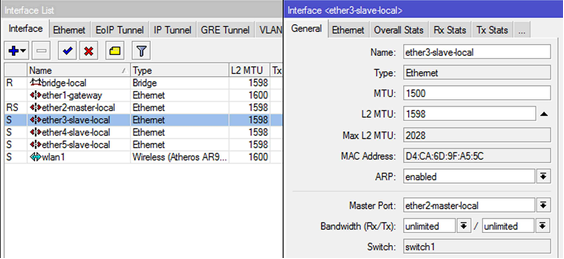 Interface List
Interface Ethernet EoIP Tunnel IP Tunnel GRE Tunnel VLAN
Name / Type L2 MTU Tx
R bridge-local Bridge 1598
ether1-gateway Ethernet 1600
RS ether2-master-local Ethernet 1598
S ether3-slave-local Ethernet 1598
S ether4-slave-local Ethernet 1598
S ether5-slave-local Ethernet 1598
S wlan1 Wireless (Atheros AR9... 1600
Interface <ether3-slave-local>
General Ethernet Overall Stats Rx Stats Tx Stats ...
Name: ether3-slave-local
Type: Ethernet
MTU: 1500
L2 MTU: 1598
Max L2 MTU: 2028
MAC Address: D4:CA:6D:9F:A5:5C
ARP: enabled
Master Port: ether2-master-local
Bandwidth (Rx/Tx): unlimited / unlimited
Switch: switch1